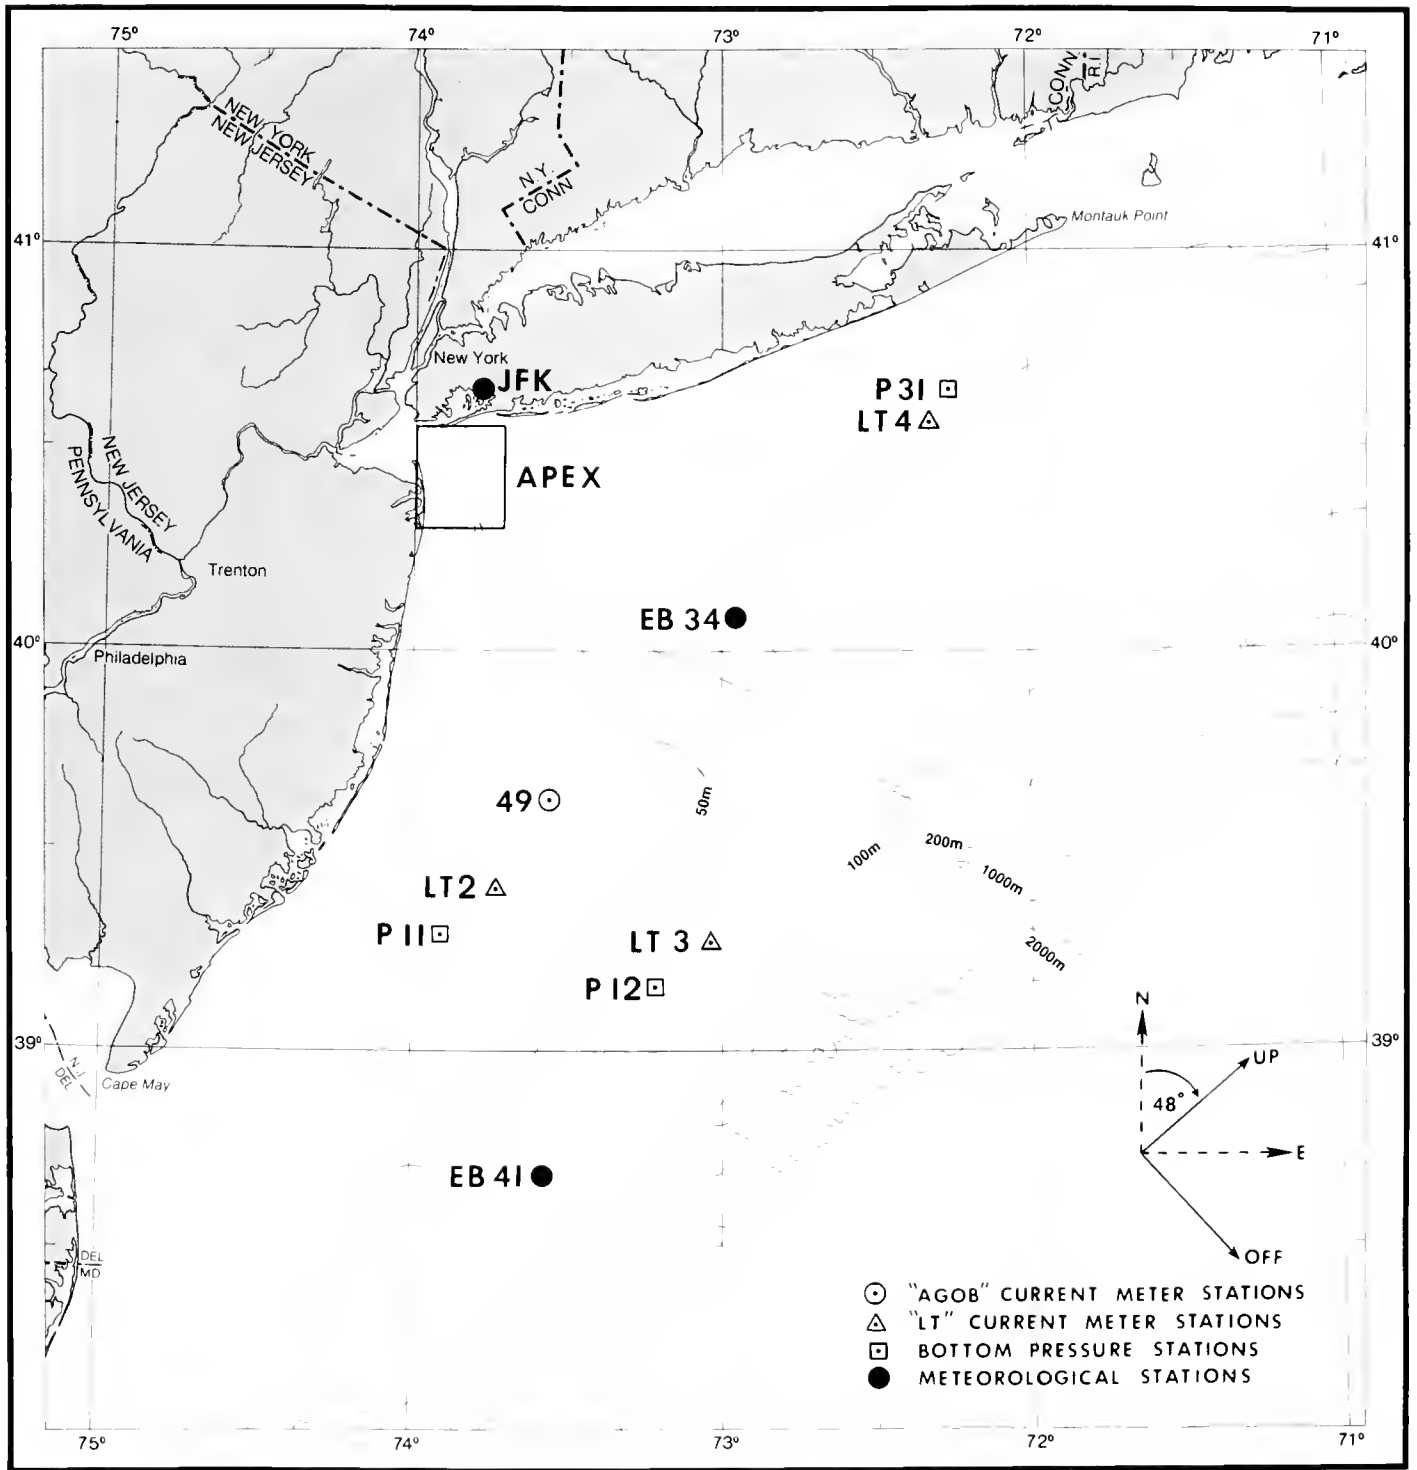 75° 74° 73° 72° 71°
CONN
R.I.
NEW YORK
NEW JERSEY
N.Y.
CONN
Montauk Point
41° 41°
New York
JFK
P31
LT4
APEX
NEW JERSEY
PENNSYLVANIA
Trenton
EB 34
40° 40°
Philadelphia
49
50m
100m
200m
1000m
2000m
LT2
P11
LT 3
P12
N
39° 39°
N.J.
DEL
Cape May
UP
48°
E
EB 41
OFF
DEL
MD
"AGOB" CURRENT METER STATIONS
"LT" CURRENT METER STATIONS
BOTTOM PRESSURE STATIONS
METEOROLOGICAL STATIONS
75° 74° 73° 72° 71°